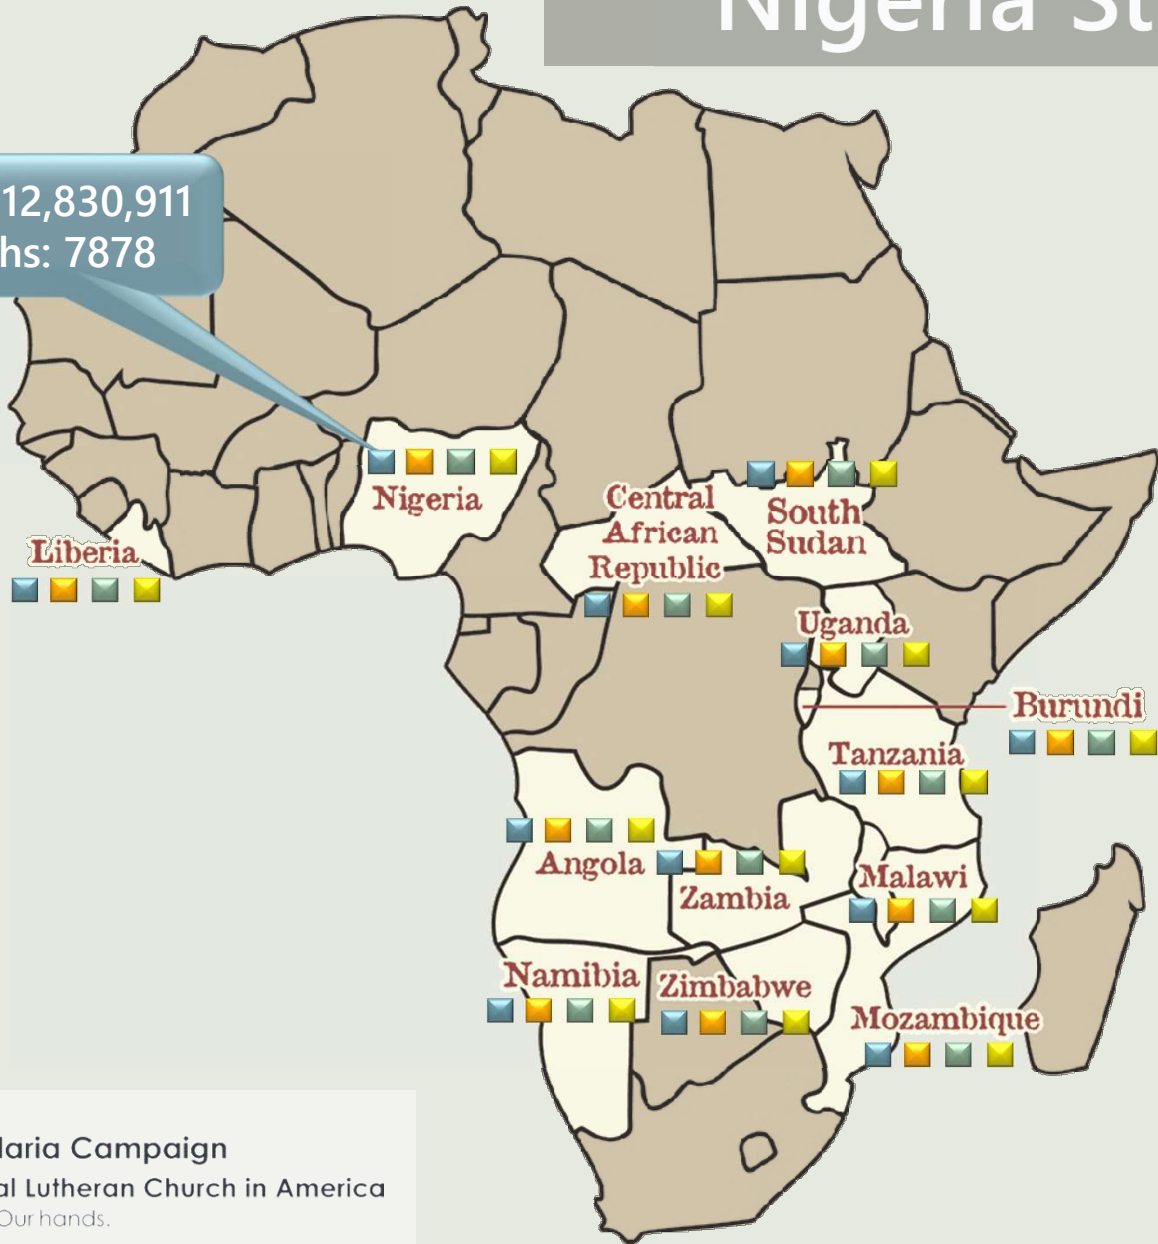 Nigeria St
12,830,911
hs: 7878
Nigeria
Central
African
Republic
South
Sudan
Liberia
Uganda
Burundi
Tanzania
Angola
Zambia
Malawi
Namibia
Zimbabwe
Mozambique
laria Campaign
al Lutheran Church in America
Our hands.